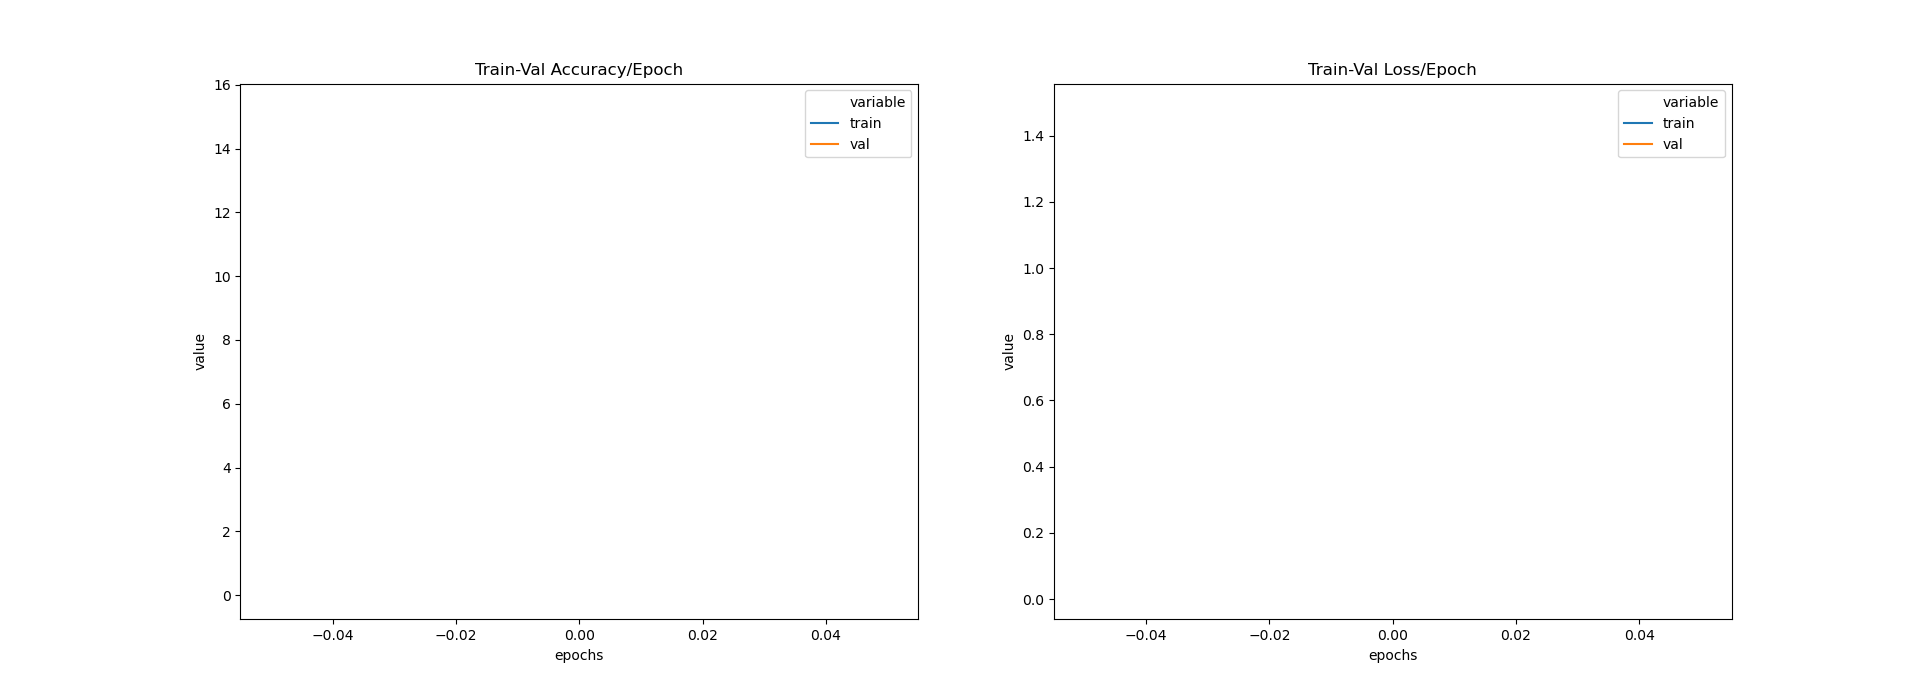 Train-Val Accuracy/Epoch
16
14
12
10
8
6
4
2
0
value
−0.04 −0.02 0.00 0.02 0.04
epochs
variable
train
val
Train-Val Loss/Epoch
1.4
1.2
1.0
0.8
0.6
0.4
0.2
0.0
value
−0.04 −0.02 0.00 0.02 0.04
epochs
variable
train
val